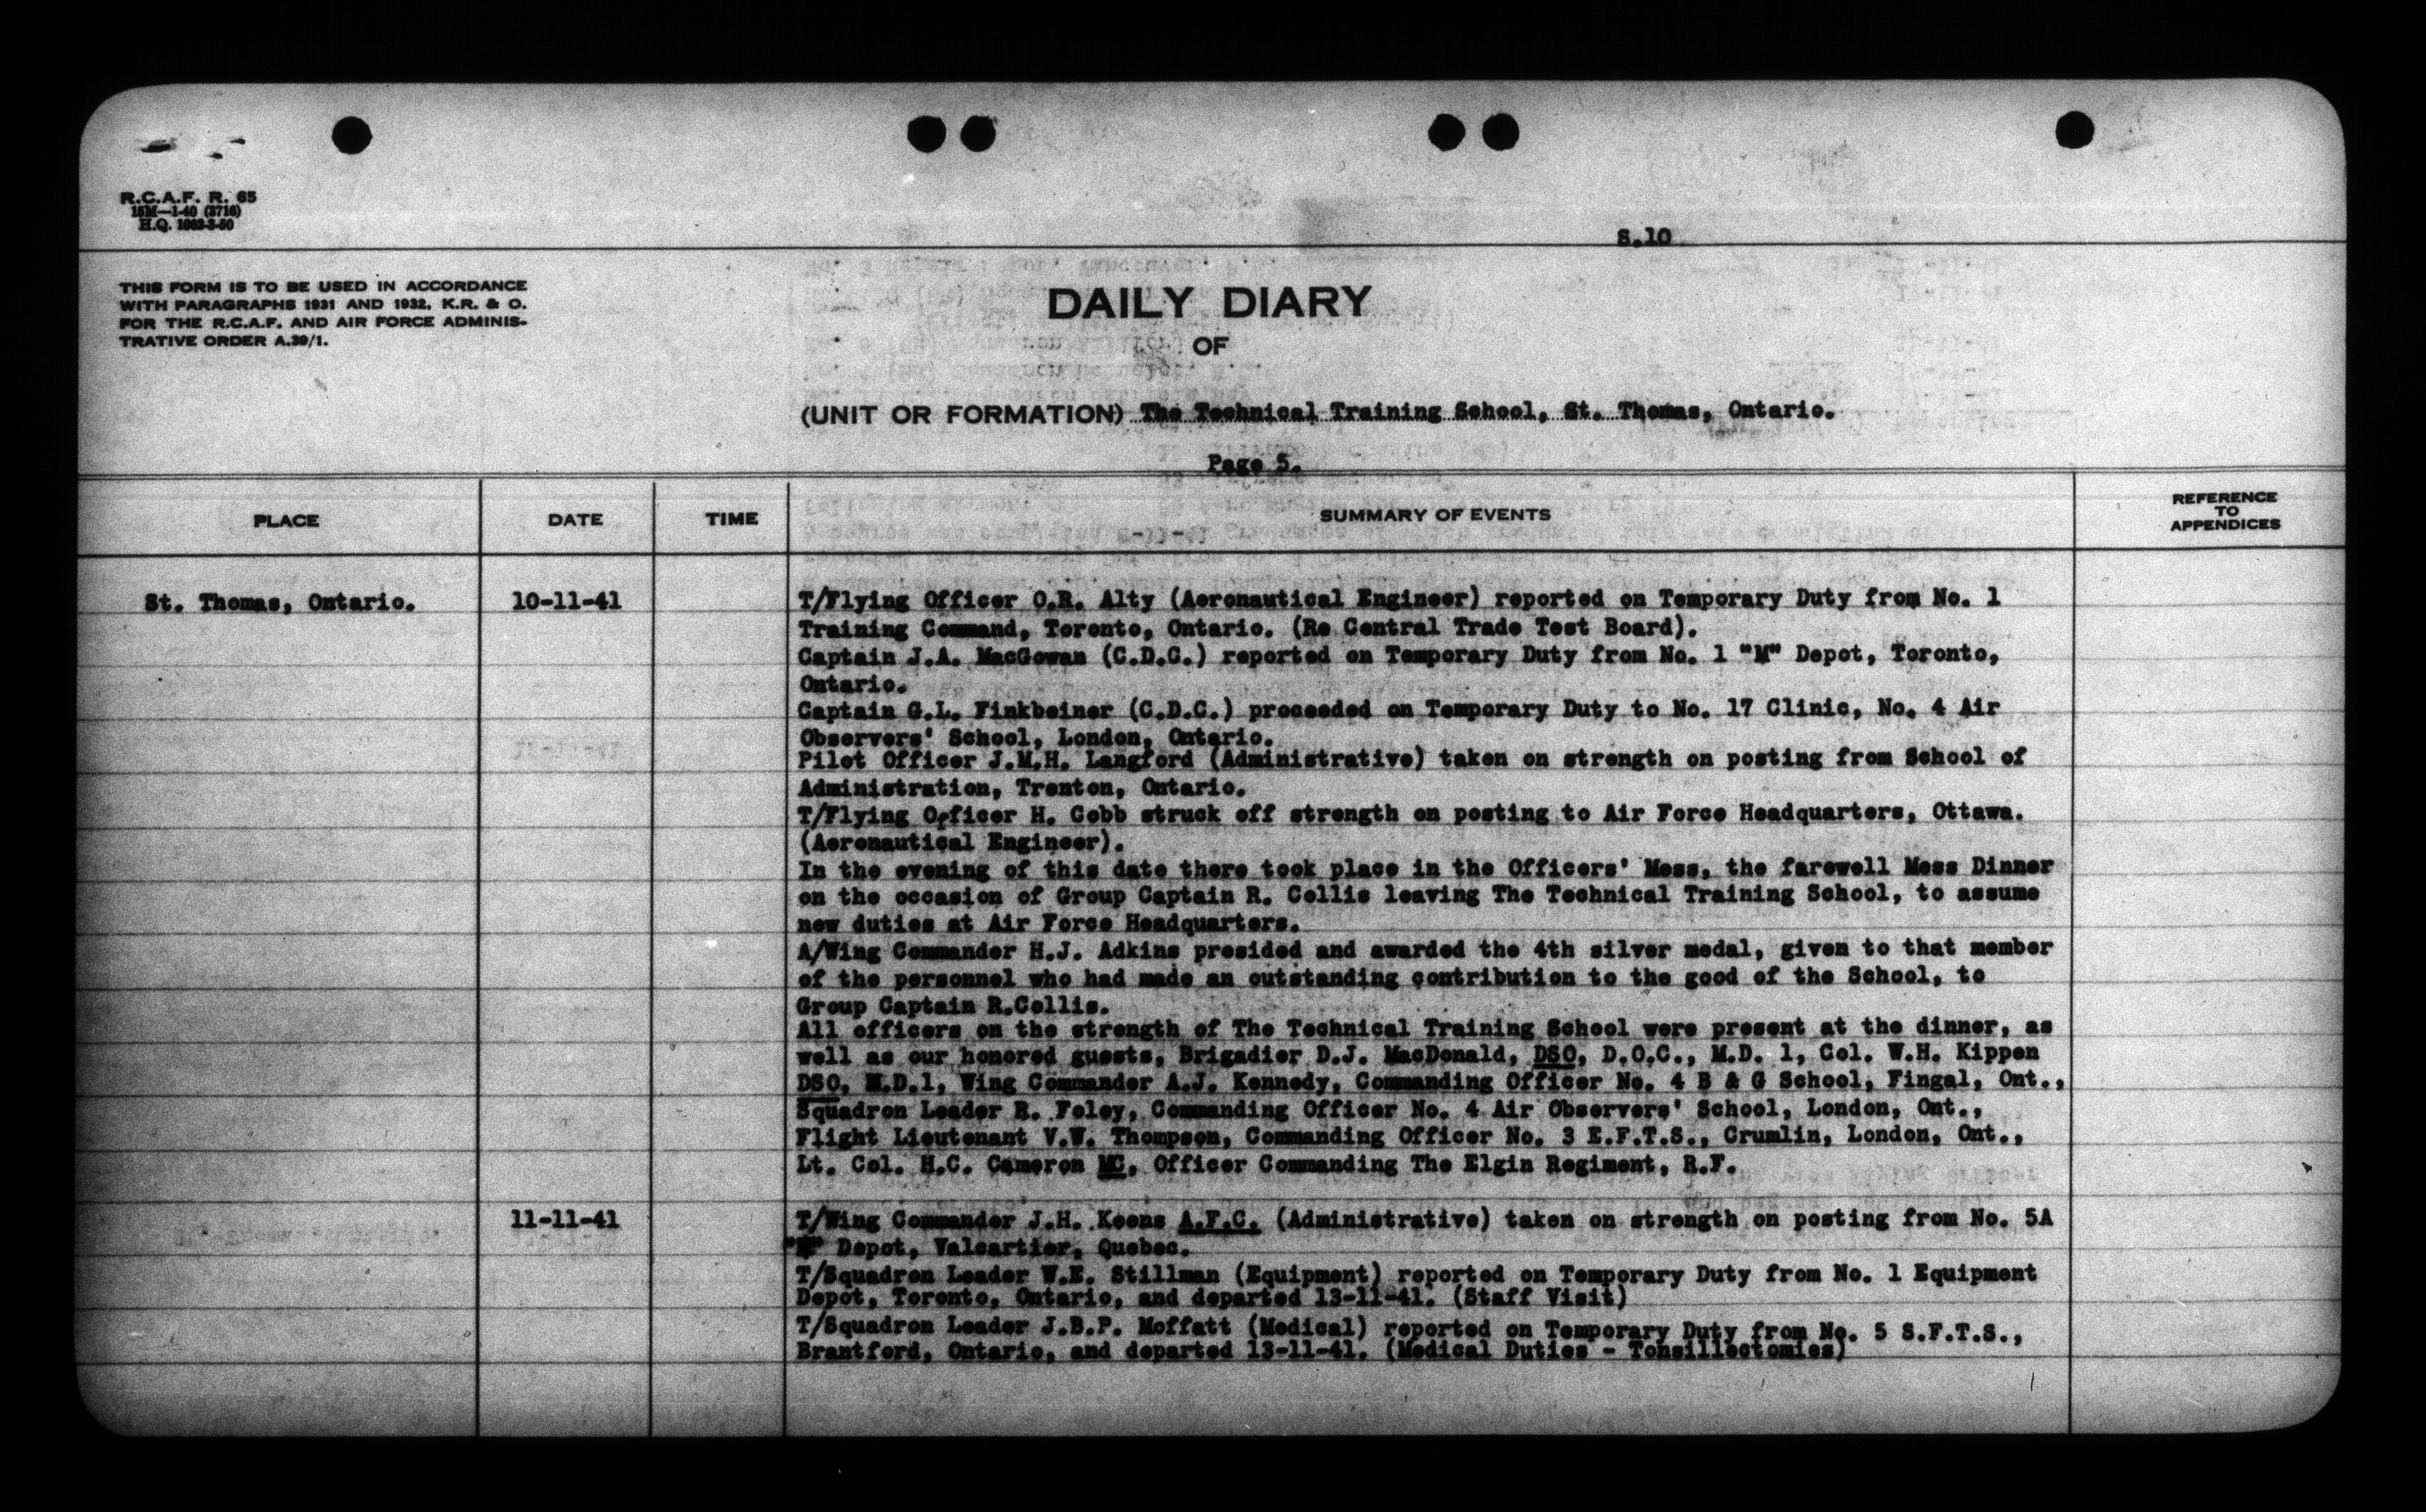 R.C.A.F. R. 65
15M—1-40 (3716)
H.Q. 1062-3-50
S.10
THIS FORM IS TO BE USED IN ACCORDANCE
WITH PARAGRAPHS 1931 AND 1932, K.R. & O.
FOR THE R.C.A.F. AND AIR FORCE ADMINIS-
TRATIVE ORDER A.39/1.
DAILY DIARY
OF
(UNIT OR FORMATION) The Technical Training School, St. Thomas, Ontario.
Page 5.
PLACE DATE TIME SUMMARY OF EVENTS REFERENCE TO APPENDICES
St. Thomas, Ontario. 10-11-41 T/Flying Officer O.R. Alty (Aeronautical Engineer) reported on Temporary Duty from No. 1
Training Command, Toronto, Ontario. (Re Central Trade Test Board).
Captain J.A. MacGowan (C.D.C.) reported on Temporary Duty from No. 1 "M" Depot, Toronto,
Ontario.
Captain G.L. Finkbeiner (C.D.C.) proceeded on Temporary Duty to No. 17 Clinic, No. 4 Air
Observers' School, London, Ontario.
Pilot Officer J.M.H. Langford (Administrative) taken on strength on posting from School of
Administration, Trenton, Ontario.
T/Flying Officer H. Cobb struck off strength on posting to Air Force Headquarters, Ottawa.
(Aeronautical Engineer).
In the evening of this date there took place in the Officers' Mess, the farewell Mess Dinner
on the occasion of Group Captain R. Collis leaving The Technical Training School, to assume
new duties at Air Force Headquarters.
A/Wing Commander H.J. Adkins presided and awarded the 4th silver medal, given to that member
of the personnel who had made an outstanding contribution to the good of the School, to
Group Captain R.Collis.
All officers on the strength of The Technical Training School were present at the dinner, as
well as our honored guests, Brigadier D.J. MacDonald, DSO, D.O.C., M.D. 1, Col. W.H. Kippen
DSO, M.D.1, Wing Commander A.J. Kennedy, Commanding Officer No. 4 B & G School, Fingal, Ont.,
Squadron Leader R. Foley, Commanding Officer No. 4 Air Observers' School, London, Ont.,
Flight Lieutenant V.W. Thompson, Commanding Officer No. 3 E.F.T.S., Crumlin, London, Ont.,
Lt. Col. H.C. Cameron MC, Officer Commanding The Elgin Regiment, R.F.
11-11-41 T/Wing Commander J.H. Keens A.F.C. (Administrative) taken on strength on posting from No. 5A
"M" Depot, Valcartier, Quebec.
T/Squadron Leader W.E. Stillman (Equipment) reported on Temporary Duty from No. 1 Equipment
Depot, Toronto, Ontario, and departed 13-11-41. (Staff Visit)
T/Squadron Leader J.B.P. Moffatt (Medical) reported on Temporary Duty from No. 5 S.F.T.S.,
Brantford, Ontario, and departed 13-11-41. (Medical Duties - Tonsillectomies)